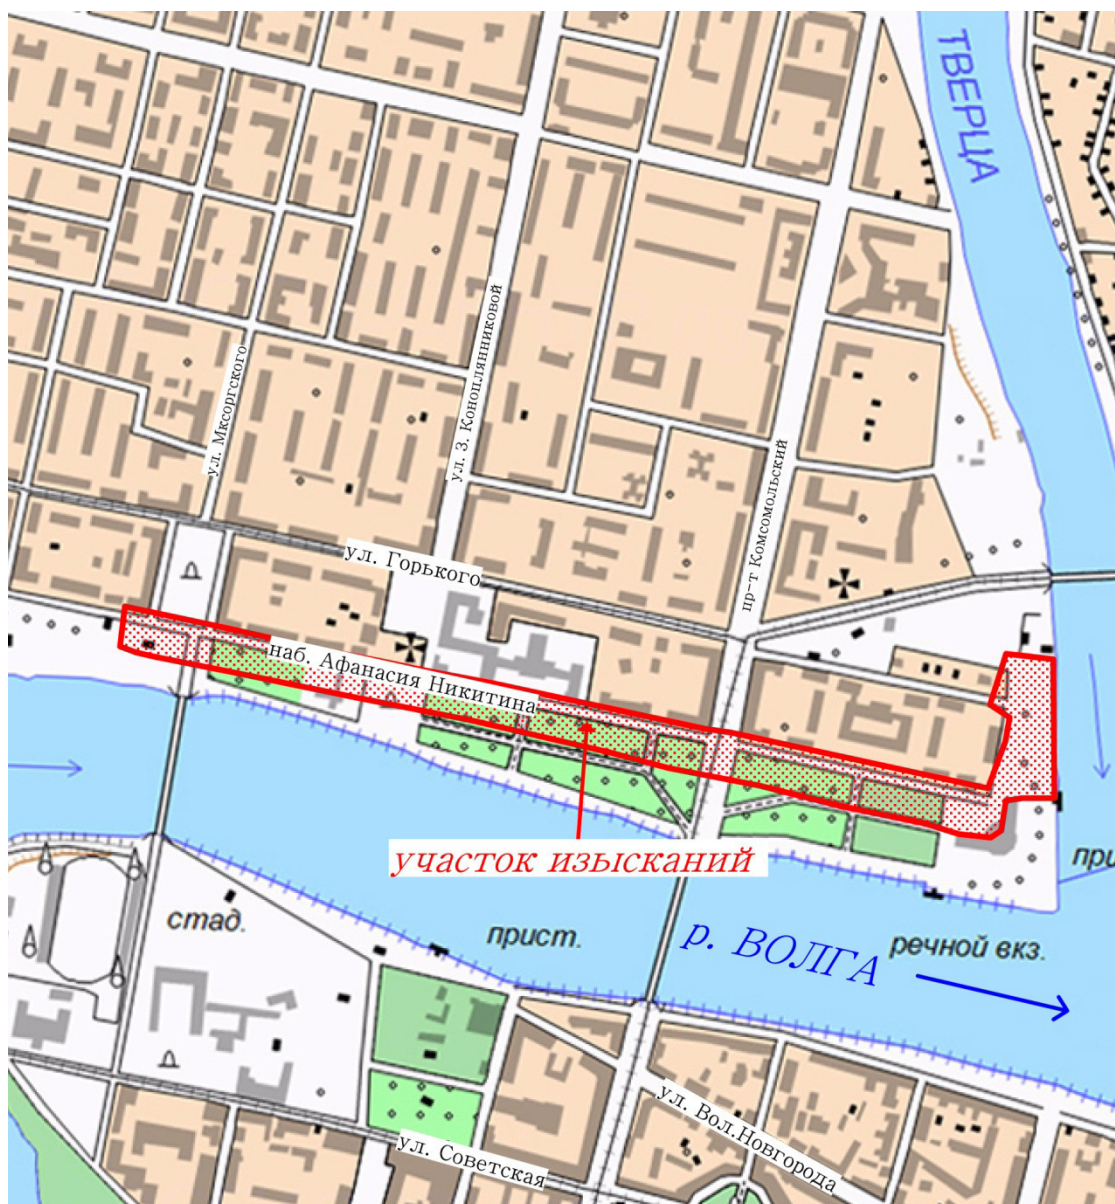 ТВЕРЦА
ул. Мксоргского
ул. З. Коноплянниковой
пр-т Комсомольский
ул. Горького
наб. Афанасия Никитина
участок изысканий
при
стад.
прист.
р. ВОЛГА
речной вкз.
ул. Вол.Новгорода
ул. Советская